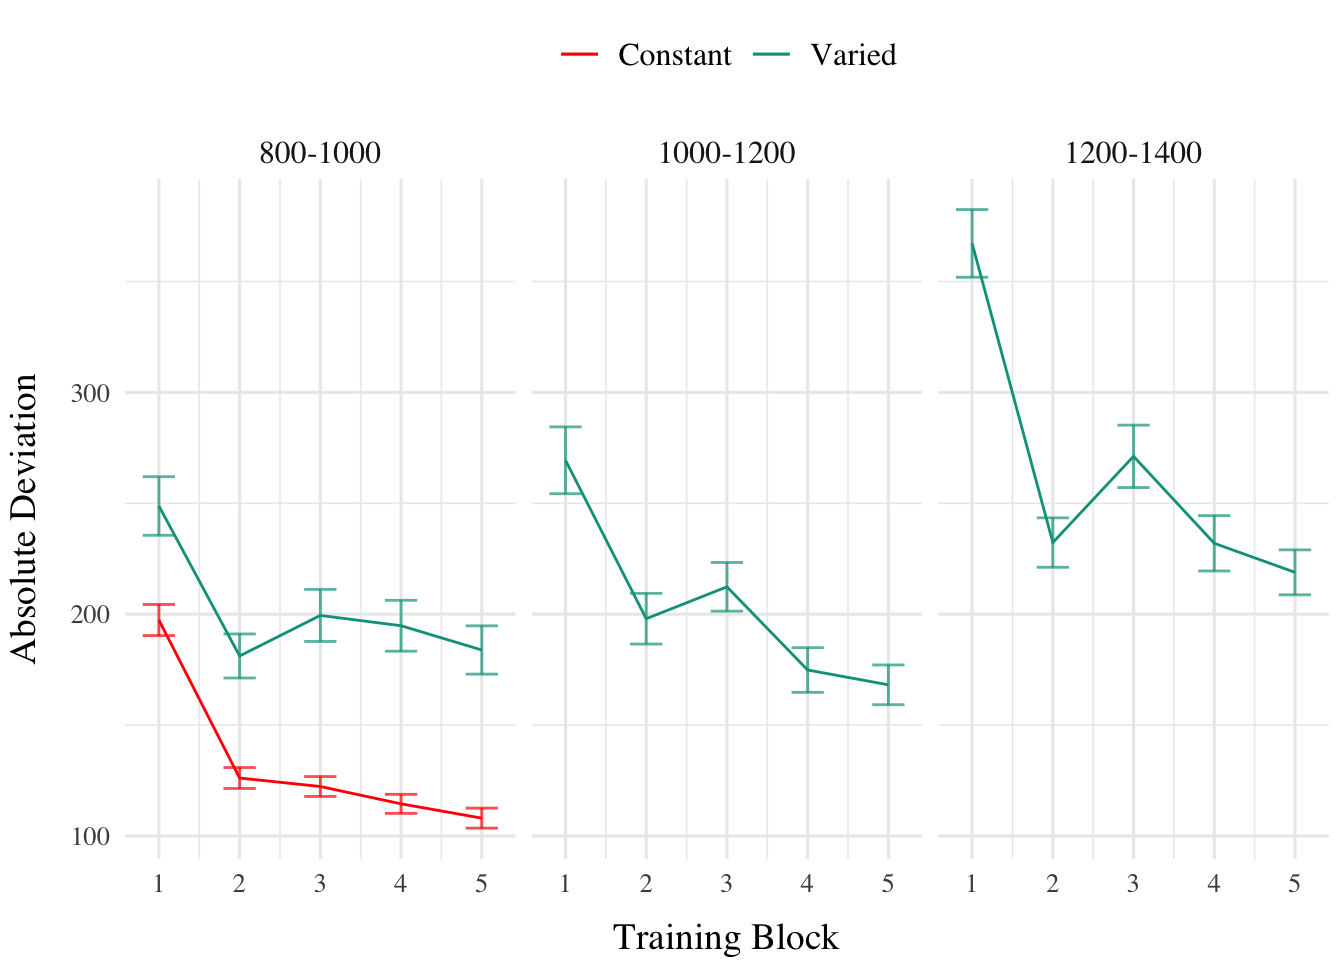 Constant Varied
800-1000 1000-1200 1200-1400
Absolute Deviation
300
200
100
1 2 3 4 5 1 2 3 4 5 1 2 3 4 5
Training Block